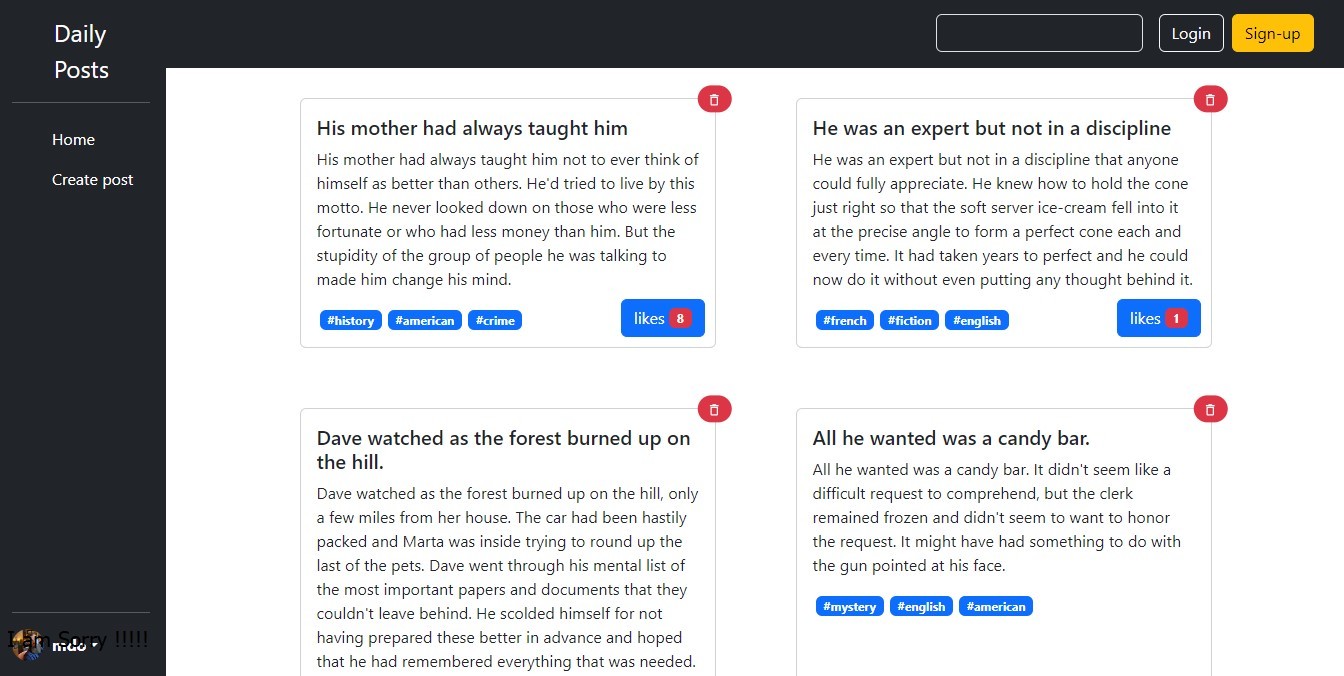 Daily
Posts
Login
Sign-up
Home
Create post
His mother had always taught him
His mother had always taught him not to ever think of
himself as better than others. He'd tried to live by this
motto. He never looked down on those who were less
fortunate or who had less money than him. But the
stupidity of the group of people he was talking to
made him change his mind.
#history #american #crime
likes 8
He was an expert but not in a discipline
He was an expert but not in a discipline that anyone
could fully appreciate. He knew how to hold the cone
just right so that the soft server ice-cream fell into it
at the precise angle to form a perfect cone each and
every time. It had taken years to perfect and he could
now do it without even putting any thought behind it.
#french #fiction #english
likes 1
Dave watched as the forest burned up on
the hill.
Dave watched as the forest burned up on the hill, only
a few miles from her house. The car had been hastily
packed and Marta was inside trying to round up the
last of the pets. Dave went through his mental list of
the most important papers and documents that they
couldn't leave behind. He scolded himself for not
having prepared these better in advance and hoped
that he had remembered everything that was needed.
All he wanted was a candy bar.
All he wanted was a candy bar. It didn't seem like a
difficult request to comprehend, but the clerk
remained frozen and didn't seem to want to honor
the request. It might have had something to do with
the gun pointed at his face.
#mystery #english #american
I am Sorry !!!!!
mdo